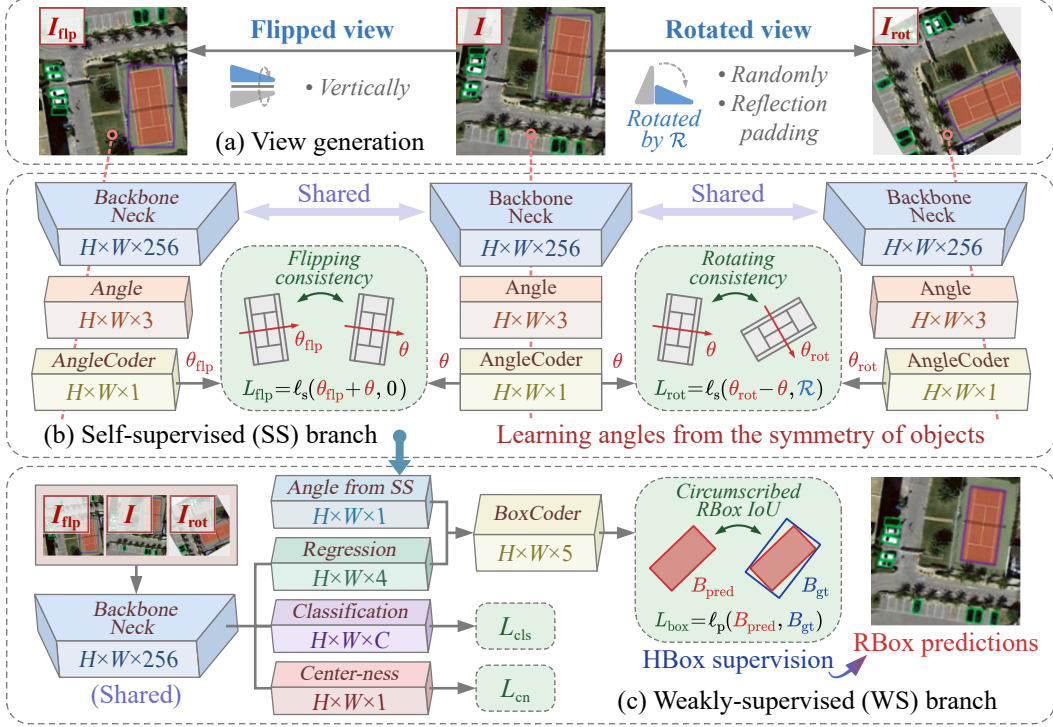 I_flp
Flipped view
I
Rotated view
I_rot
• Vertically
Rotated
by R
• Randomly
• Reflection
padding
(a) View generation
Backbone
Neck
H×W×256
Shared
Backbone
Neck
H×W×256
Shared
Backbone
Neck
H×W×256
Angle
H×W×3
Flipping
consistency
θ_flp
θ
Angle
H×W×3
Rotating
consistency
θ
θ_rot
Angle
H×W×3
AngleCoder
H×W×1
θ_flp
L_flp=ℓ_s(θ_flp+θ, 0)
θ
AngleCoder
H×W×1
θ
L_rot=ℓ_s(θ_rot−θ, R)
θ_rot
AngleCoder
H×W×1
(b) Self-supervised (SS) branch
Learning angles from the symmetry of objects
I_flp
I
I_rot
Backbone
Neck
H×W×256
(Shared)
Angle from SS
H×W×1
Regression
H×W×4
Classification
H×W×C
Center-ness
H×W×1
BoxCoder
H×W×5
L_cls
L_cn
Circumscribed
RBox IoU
B_pred
B_gt
L_box=ℓ_p(B_pred, B_gt)
HBox supervision
RBox predictions
(c) Weakly-supervised (WS) branch